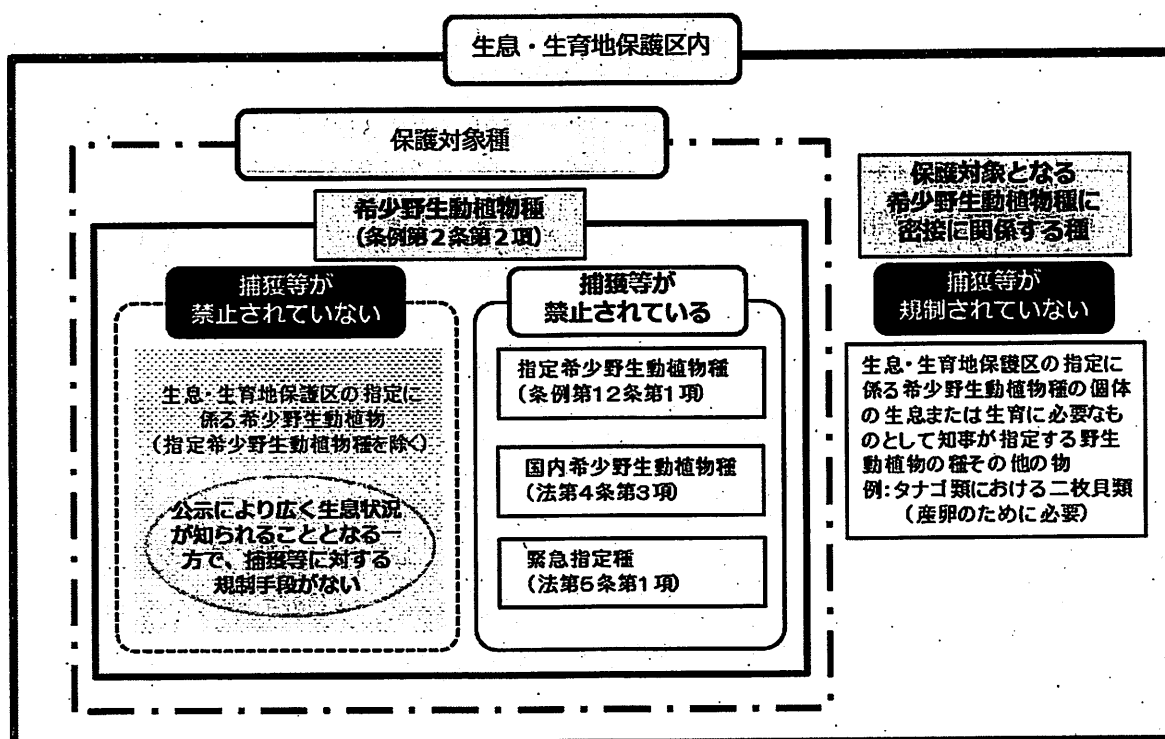 生息・生育地保護区内
保護対象種
希少野生動植物種
(条例第2条第2項)
捕獲等が
禁止されていない
生息・生育地保護区の指定に
係る希少野生動植物
(指定希少野生動植物種を除く)
公示により広く生息状況
が知られることとなる一
方で、捕獲等に対する
規制手段がない
捕獲等が
禁止されている
指定希少野生動植物種
(条例第12条第1項)
国内希少野生動植物種
(法第4条第3項)
緊急指定種
(法第5条第1項)
保護対象となる
希少野生動植物種に
密接に関係する種
捕獲等が
規制されていない
生息・生育地保護区の指定に
係る希少野生動植物種の個体
の生息または生育に必要なも
のとして知事が指定する野生
動植物の種その他の物
例:タナゴ類における二枚貝類
(産卵のために必要)